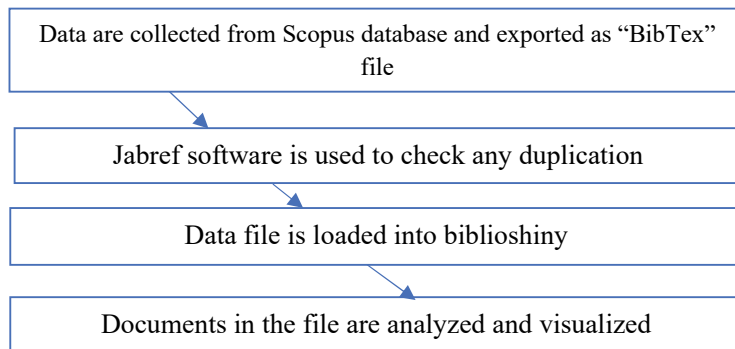 Data are collected from Scopus database and exported as “BibTex”
file
Jabref software is used to check any duplication
Data file is loaded into biblioshiny
Documents in the file are analyzed and visualized